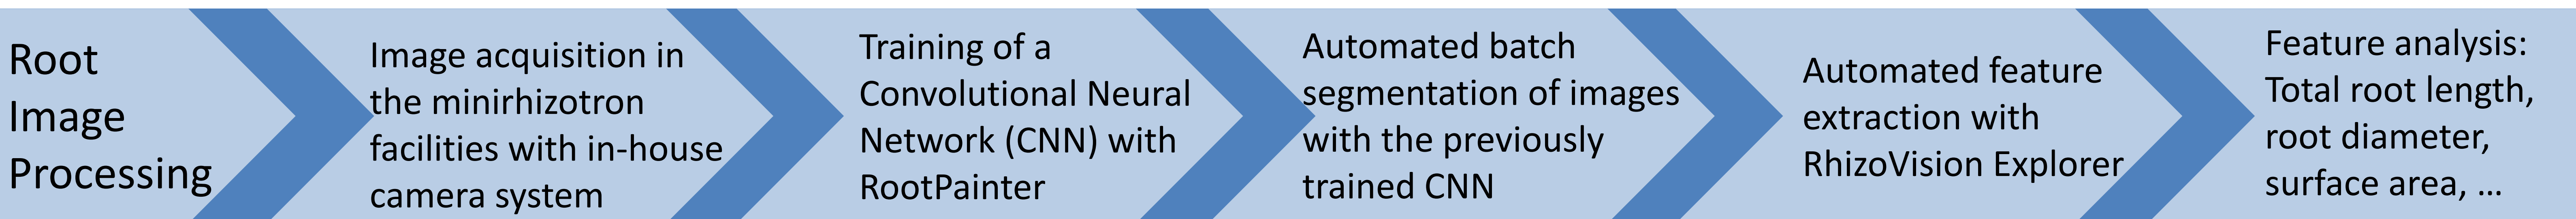 Root
Image
Processing
Image acquisition in
the minirhizotron
facilities with in-house
camera system
Training of a
Convolutional Neural
Network (CNN) with
RootPainter
Automated batch
segmentation of images
with the previously
trained CNN
Automated feature
extraction with
RhizoVision Explorer
Feature analysis:
Total root length,
root diameter,
surface area, ...